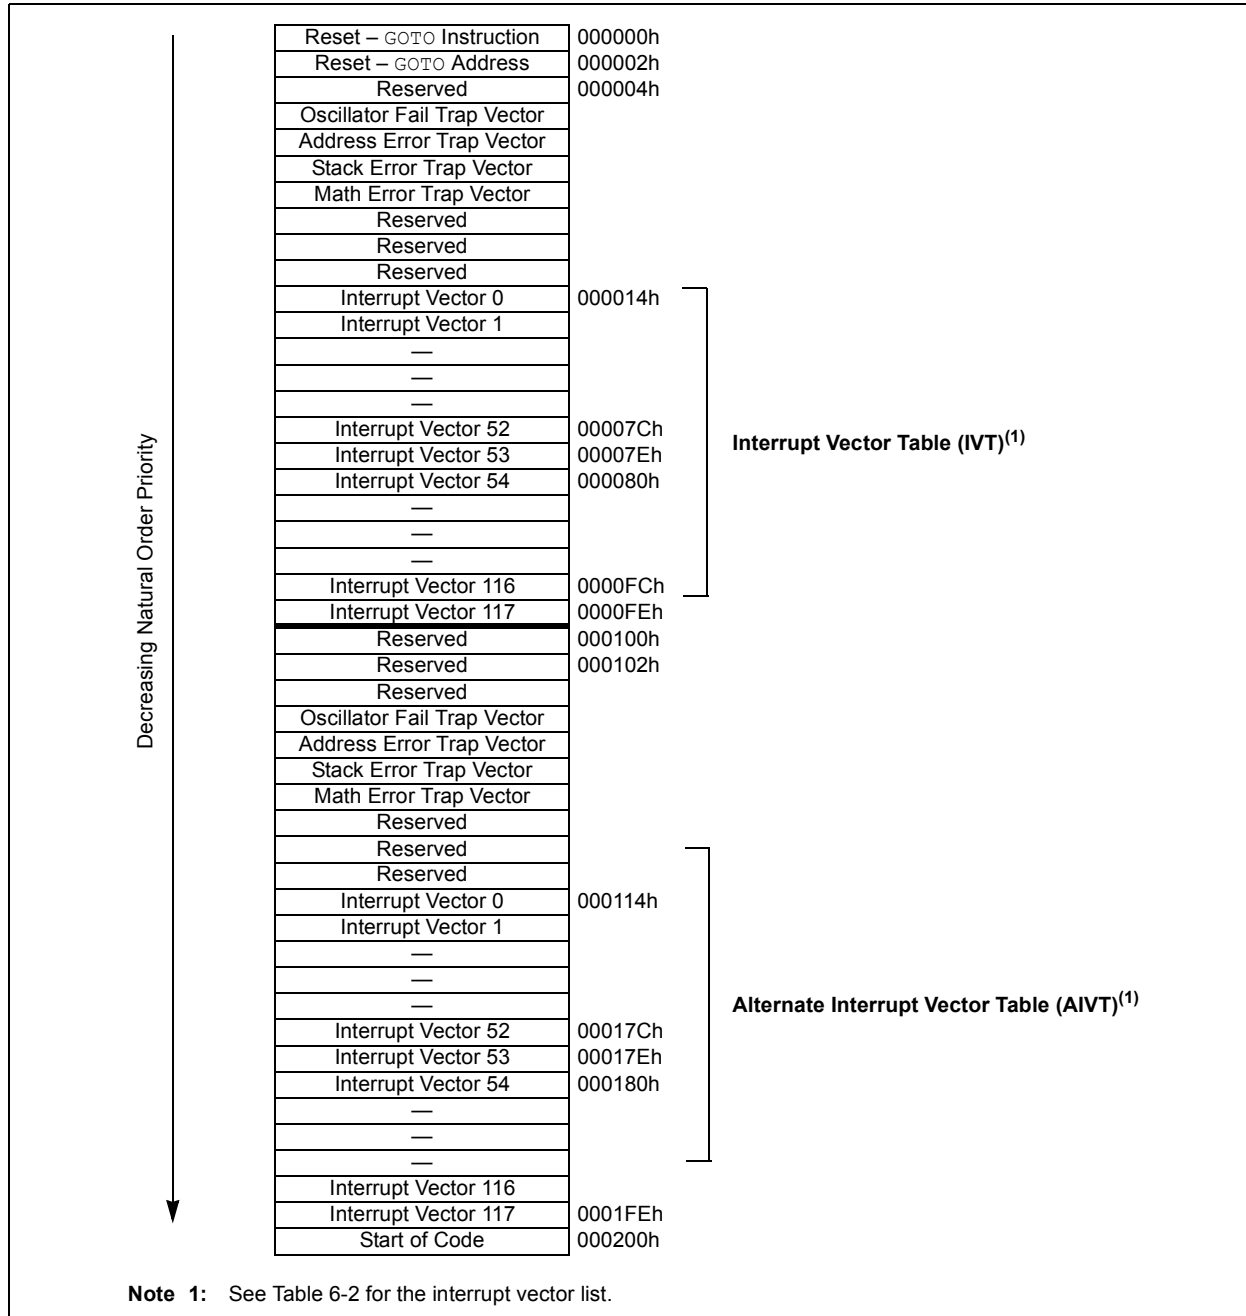 Decreasing Natural Order Priority
Reset – GOTO Instruction 000000h
Reset – GOTO Address 000002h
Reserved 000004h
Oscillator Fail Trap Vector
Address Error Trap Vector
Stack Error Trap Vector
Math Error Trap Vector
Reserved
Reserved
Reserved
Interrupt Vector 0 000014h
Interrupt Vector 1
—
—
—
Interrupt Vector 52 00007Ch
Interrupt Vector 53 00007Eh
Interrupt Vector 54 000080h
—
—
—
Interrupt Vector 116 0000FCh
Interrupt Vector 117 0000FEh
Interrupt Vector Table (IVT)(1)
Reserved 000100h
Reserved 000102h
Reserved
Oscillator Fail Trap Vector
Address Error Trap Vector
Stack Error Trap Vector
Math Error Trap Vector
Reserved
Reserved
Reserved
Interrupt Vector 0 000114h
Interrupt Vector 1
—
—
—
Interrupt Vector 52 00017Ch
Interrupt Vector 53 00017Eh
Interrupt Vector 54 000180h
—
—
—
Interrupt Vector 116
Interrupt Vector 117 0001FEh
Start of Code 000200h
Alternate Interrupt Vector Table (AIVT)(1)
Note 1: See Table 6-2 for the interrupt vector list.